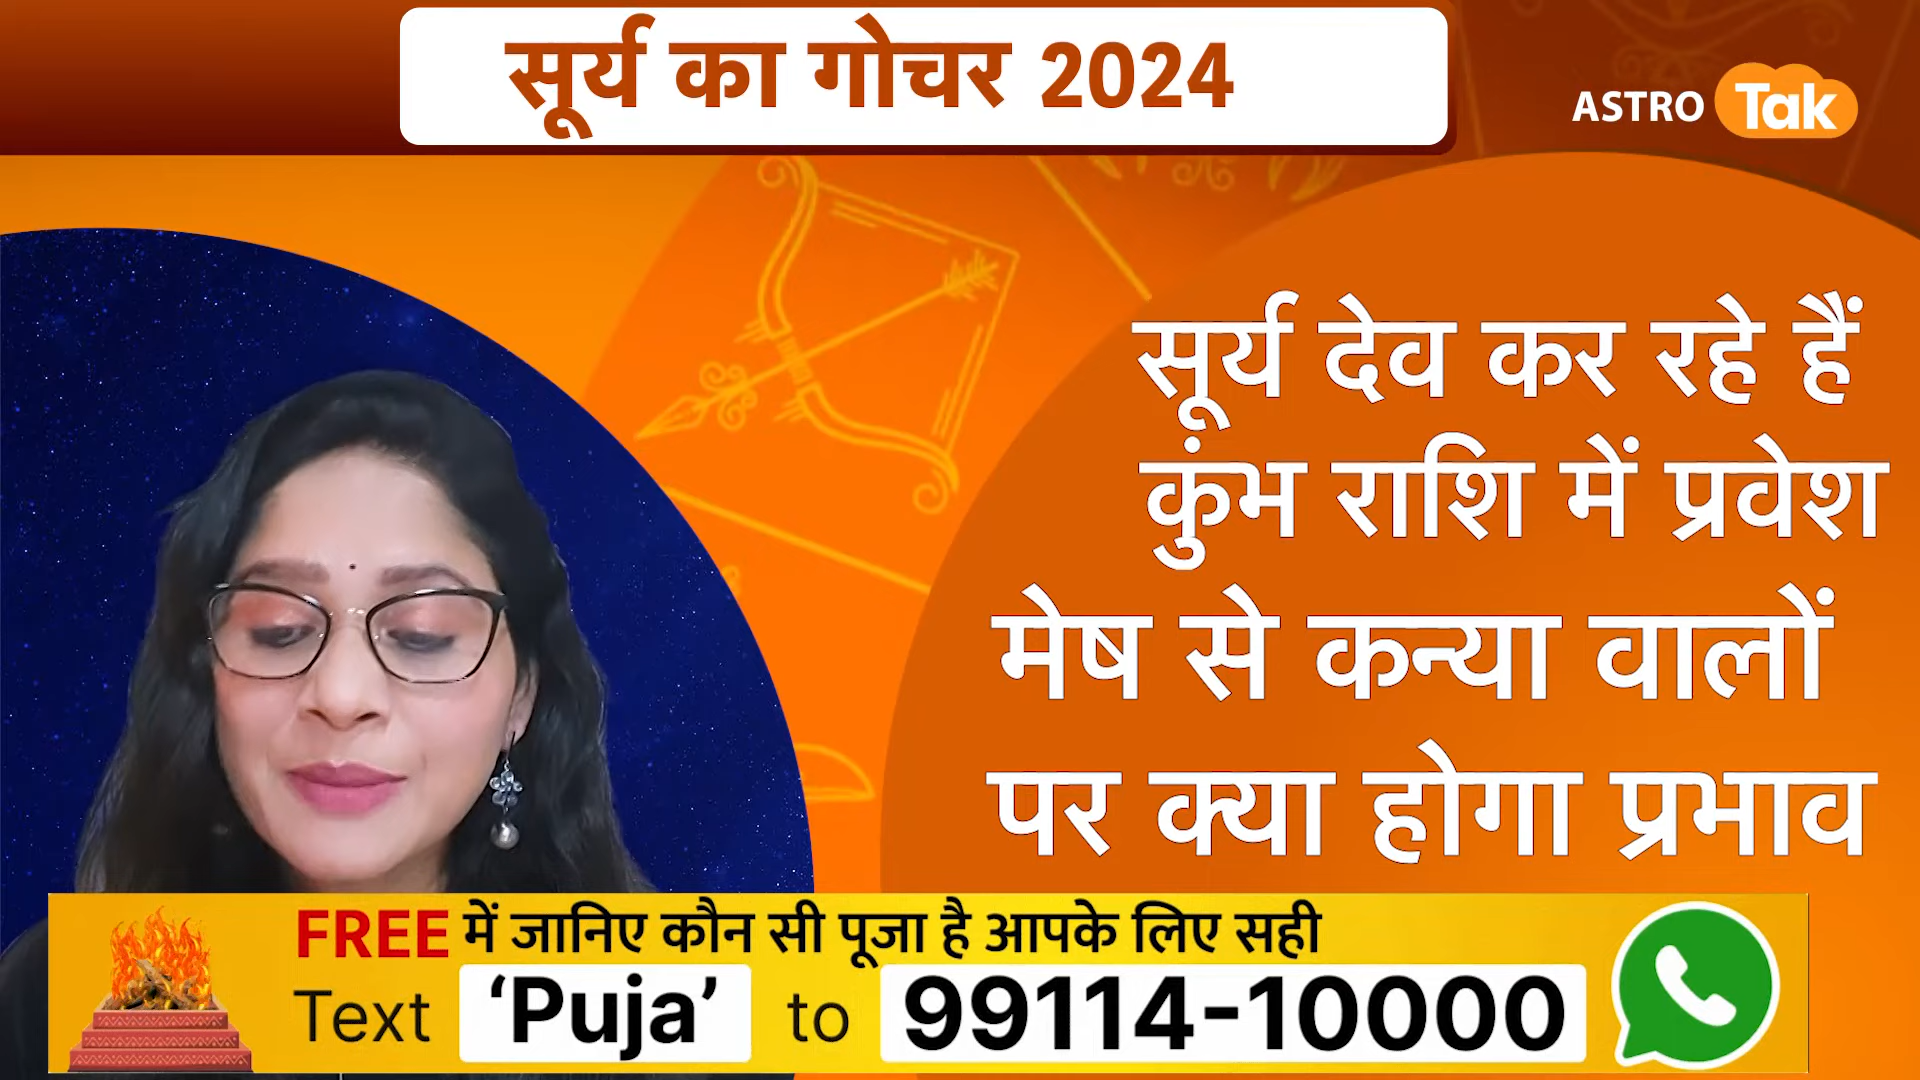 सूर्य का गोचर 2024
ASTRO Tak
सूर्य देव कर रहे हैं
कुंभ राशि में प्रवेश
मेष से कन्या वालों
पर क्या होगा प्रभाव
FREE में जानिए कौन सी पूजा है आपके लिए सही
Text ‘Puja’ to 99114-10000